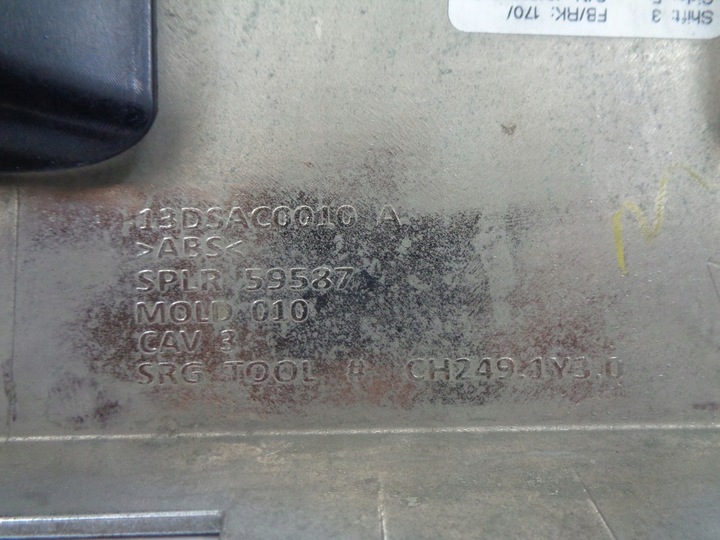 Shift: 3
FB/RK: 170/
13DSAC0010 A
>ABS<
SPLR 59587
MOLD 010
CAV 3
SRG TOOL # CH249.1Y3.0